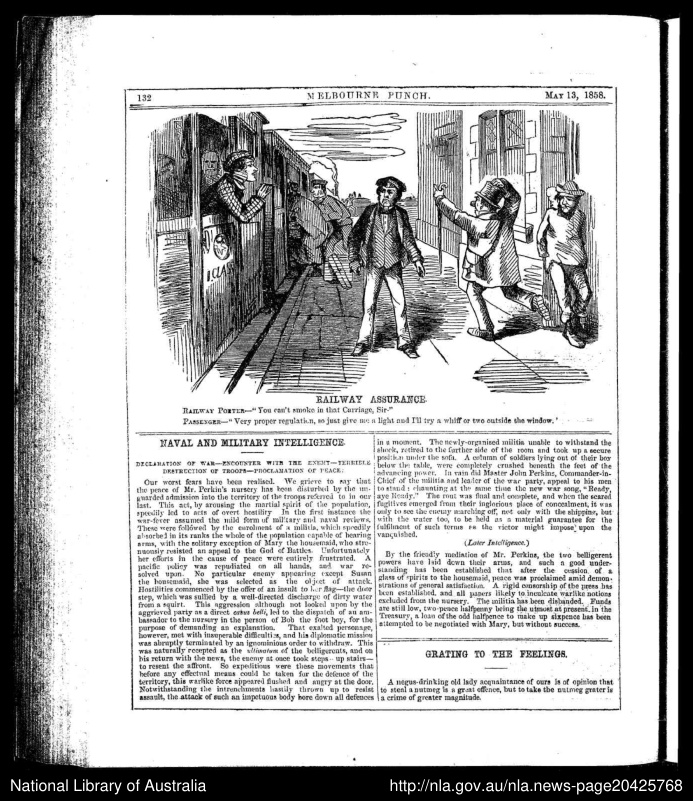 132
MELBOURNE PUNCH.
MAY 13, 1858.
CLASS
RAILWAY ASSURANCE.
RAILWAY PORTER—"You can't smoke in that Carriage, Sir."
PASSENGER—"Very proper regulation, so just give me a light and I'll try a whiff or two outside the window."
NAVAL AND MILITARY INTELLIGENCE.
DECLARATION OF WAR—ENCOUNTER WITH THE ENEMY—TERRIBLE
DESTRUCTION OF TROOPS—PROCLAMATION OF PEACE.
Our worst fears have been realised. We grieve to say that
the peace of Mr. Perkin's nursery has been disturbed by the un-
guarded admission into the territory of the troops referred to in our
last. This act, by arousing the martial spirit of the population,
speedily led to acts of overt hostility In the first instance the
war-fever assumed the mild form of military and naval reviews.
These were followed by the enrolment of a militia, which speedily
absorbed in its ranks the whole of the population capable of bearing
arms, with the solitary exception of Mary the housemaid, who stre-
nuously resisted an appeal to the God of Battles. Unfortunately
her efforts in the cause of peace were entirely frustrated. A
pacific policy was repudiated on all hands, and war re-
solved upon. No particular enemy appearing except Susan
the housemaid, she was selected as the object of attack.
Hostilities commenced by the offer of an insult to her flag—the door
step, which was sullied by a well-directed discharge of dirty water
from a squirt. This aggression although not looked upon by the
aggrieved party as a direct casus belli, led to the dispatch of an am-
bassador to the nursery in the person of Bob the foot boy, for the
purpose of demanding an explanation. That exalted personage,
however, met with insuperable difficulties, and his diplomatic mission
was abruptly terminated by an ignominious order to withdraw. This
was naturally recepted as the ultimatum of the belligerents, and on
his return with the news, the enemy at once took steps—up stairs—
to resent the affront. So expeditious were these movements that
before any effectual means could be taken for the defence of the
territory, this warlike force appeared flushed and angry at the door.
Notwithstanding the intrenchments hastily thrown up to resist
assault, the attack of such an impetuous body bore down all defences
in a moment. The newly-organised militia unable to withstand the
shock, retired to the farther side of the room and took up a secure
position under the sofa. A column of soldiers lying out of their box
below the table, were completely crushed beneath the feet of the
advancing power. In vain did Master John Perkins, Commander-in-
Chief of the militia and leader of the war party, appeal to his men
to stand; chaunting at the same time the new war song, "Ready,
aye Ready." The rout was final and complete, and when the scared
fugitives emerged from their inglorious place of concealment, it was
only to see the enemy marching off, not only with the shipping, but
with the water too, to be held as a material guarantee for the
fulfilment of such terms as the victor might impose upon the
vanquished.
(Later Intelligence.)
By the friendly mediation of Mr. Perkins, the two belligerent
powers have laid down their arms, and such a good under-
standing has been established that after the cession of a
glass of spirits to the housemaid, peace was proclaimed amid demon-
strations of general satisfaction. A rigid censorship of the press has
been established, and all papers likely to inculcate warlike notions
excluded from the nursery. The militia has been disbanded. Funds
are still low, two-pence halfpenny being the utmost at present in the
Treasury, a loan of the odd halfpence to make up sixpence has been
attempted to be negotiated with Mary, but without success.
GRATING TO THE FEELINGS.
A negus-drinking old lady acquaintance of ours is of opinion that
to steal a nutmeg is a great offence, but to take the nutmeg grater is
a crime of greater magnitude.
National Library of Australia
http://nla.gov.au/nla.news-page20425768